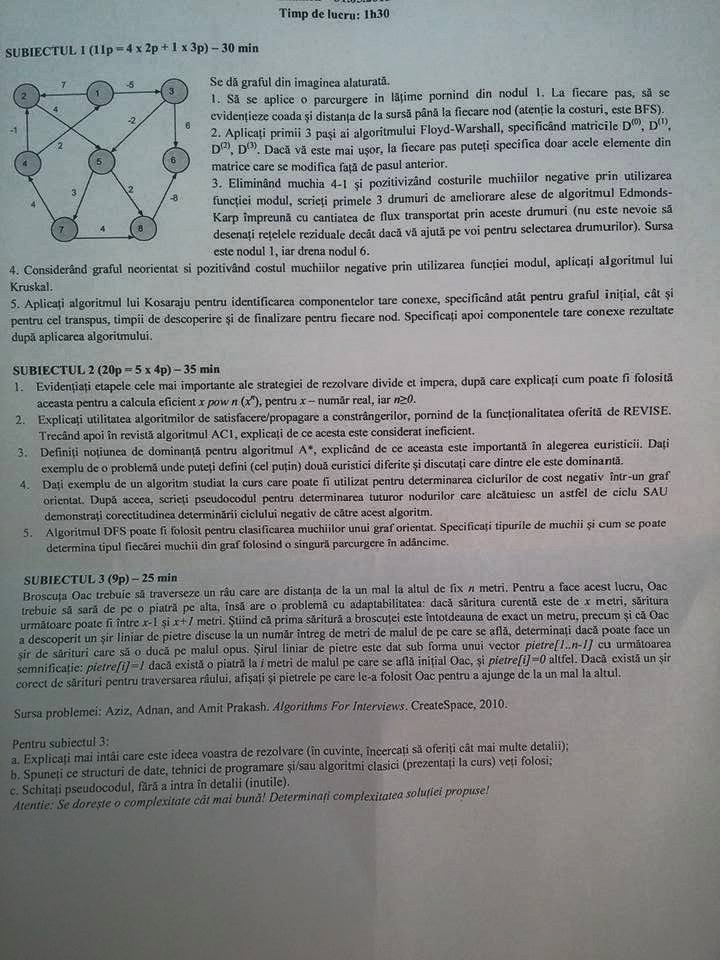 Timp de lucru: 1h30
SUBIECTUL 1 (11p = 4 x 2p + 1 x 3p) – 30 min
Se dă graful din imaginea alaturată.
1. Să se aplice o parcurgere in lățime pornind din nodul 1. La fiecare pas, să se
evidențieze coada și distanța de la sursă până la fiecare nod (atenție la costuri, este BFS).
2. Aplicați primii 3 pași ai algoritmului Floyd-Warshall, specificând matricile D(0), D(1),
D(2), D(3). Dacă vă este mai ușor, la fiecare pas puteți specifica doar acele elemente din
matrice care se modifica față de pasul anterior.
3. Eliminând muchia 4-1 și pozitivizând costurile muchiilor negative prin utilizarea
funcției modul, scrieți primele 3 drumuri de ameliorare alese de algoritmul Edmonds-
Karp împreună cu cantiatea de flux transportat prin aceste drumuri (nu este nevoie să
desenați rețelele reziduale decât dacă vă ajută pe voi pentru selectarea drumurilor). Sursa
este nodul 1, iar drena nodul 6.
2
7
1
-5
3
4
-1
2
-2
6
4
5
6
3
2
-8
4
7
4
8
4. Considerând graful neorientat si pozitivând costul muchiilor negative prin utilizarea funcției modul, aplicați algoritmul lui
Kruskal.
5. Aplicați algoritmul lui Kosaraju pentru identificarea componentelor tare conexe, specificând atât pentru graful inițial, cât și
pentru cel transpus, timpii de descoperire și de finalizare pentru fiecare nod. Specificați apoi componentele tare conexe rezultate
după aplicarea algoritmului.
SUBIECTUL 2 (20p = 5 x 4p) – 35 min
1. Evidențiați etapele cele mai importante ale strategiei de rezolvare divide et impera, după care explicați cum poate fi folosită
aceasta pentru a calcula eficient x pow n (xⁿ), pentru x – număr real, iar n≥0.
2. Explicați utilitatea algoritmilor de satisfacere/propagare a constrângerilor, pornind de la funcționalitatea oferită de REVISE.
Trecând apoi în revistă algoritmul AC1, explicați de ce acesta este considerat ineficient.
3. Definiți noțiunea de dominanță pentru algoritmul A*, explicând de ce aceasta este importantă in alegerea euristicii. Dați
exemplu de o problemă unde puteți defini (cel puțin) două euristici diferite și discutați care dintre ele este dominantă.
4. Dați exemplu de un algoritm studiat la curs care poate fi utilizat pentru determinarea ciclurilor de cost negativ într-un graf
orientat. După aceea, scrieți pseudocodul pentru determinarea tuturor nodurilor care alcătuiesc un astfel de ciclu SAU
demonstrați corectitudinea determinării ciclului negativ de către acest algoritm.
5. Algoritmul DFS poate fi folosit pentru clasificarea muchiilor unui graf orientat. Specificați tipurile de muchii și cum se poate
determina tipul fiecărei muchii din graf folosind o singură parcurgere în adâncime.
SUBIECTUL 3 (9p) – 25 min
Broscuța Oac trebuie să traverseze un râu care are distanța de la un mal la altul de fix n metri. Pentru a face acest lucru, Oac
trebuie să sară de pe o piatră pe alta, însă are o problemă cu adaptabilitatea: dacă săritura curentă este de x metri, săritura
următoare poate fi între x-1 și x+1 metri. Știind că prima săritură a broscuței este întotdeauna de exact un metru, precum și că Oac
a descoperit un șir liniar de pietre discuse la un număr întreg de metri de malul de pe care se află, determinați dacă poate face un
șir de sărituri care să o ducă pe malul opus. Șirul liniar de pietre este dat sub forma unui vector pietre[1..n-1] cu următoarea
semnificație: pietre[i]=1 dacă există o piatră la i metri de malul pe care se află inițial Oac, și pietre[i]=0 altfel. Dacă există un șir
corect de sărituri pentru traversarea râului, afișați și pietrele pe care le-a folosit Oac pentru a ajunge de la un mal la altul.
Sursa problemei: Aziz, Adnan, and Amit Prakash. Algorithms For Interviews. CreateSpace, 2010.
Pentru subiectul 3:
a. Explicați mai intâi care este ideea voastra de rezolvare (în cuvinte, încercați să oferiți cât mai multe detalii);
b. Spuneți ce structuri de date, tehnici de programare și/sau algoritmi clasici (prezentați la curs) veți folosi;
c. Schitați pseudocodul, fără a intra în detalii (inutile).
Atentie: Se dorește o complexitate cât mai bună! Determinați complexitatea soluției propuse!